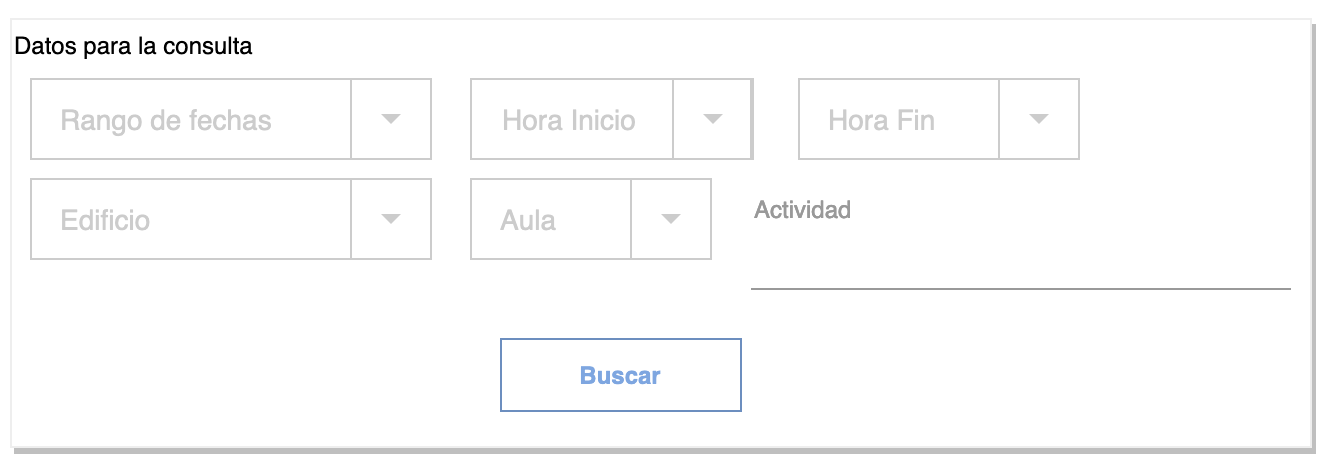 Datos para la consulta
Rango de fechas
Hora Inicio
Hora Fin
Edificio
Aula
Actividad
Buscar